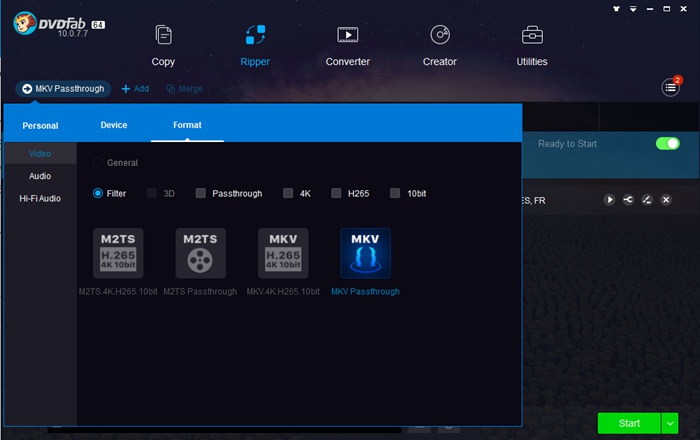 DVDFab 64
10.0.7.7
Copy
Ripper
Converter
Creator
Utilities
MKV Passthrough
Add
Merge
2
Personal
Device
Format
Ready to Start
Video
Audio
Hi-Fi Audio
General
Filter
3D
Passthrough
4K
H265
10bit
ES, FR
M2TS
H.265
4K 10bit
M2TS
MKV
H.265
4K 10bit
MKV
M2TS.4K.H265.10bit
M2TS Passthrough
MKV.4K.H265.10bit
MKV Passthrough
Start